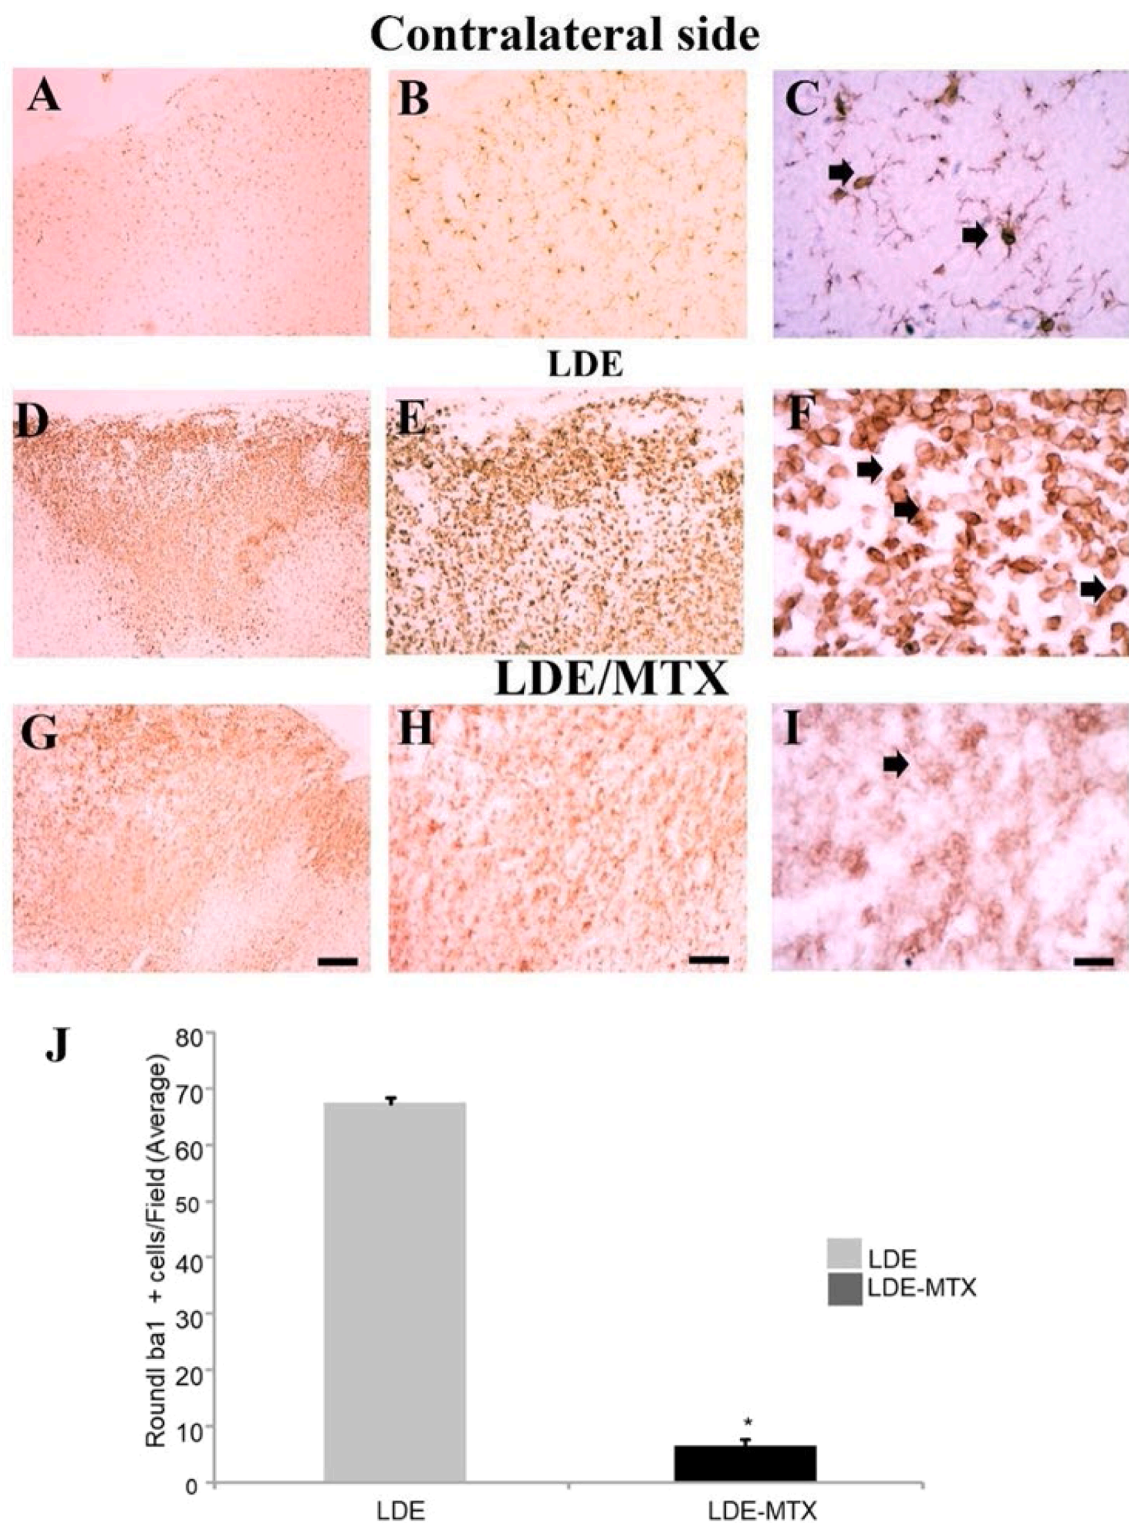 Contralateral side
A
B
C
LDE
D
E
F
LDE/MTX
G
H
I
J
80
70
60
50
40
30
20
10
0
Roundl ba1 + cells/Field (Average)
*
LDE
LDE-MTX
LDE
LDE-MTX